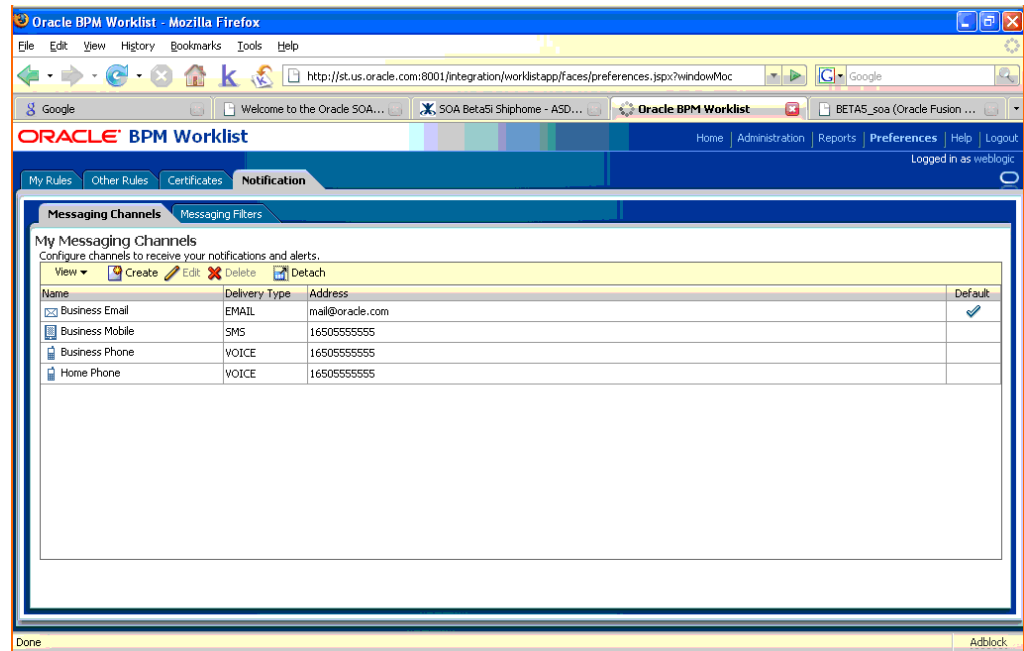 Oracle BPM Worklist - Mozilla Firefox
File Edit View History Bookmarks Tools Help
k http://st.us.oracle.com:8001/integration/worklistapp/faces/preferences.jspx?windowMoc G Google
Google Welcome to the Oracle SOA... SOA Beta5i Shiphome - ASD... Oracle BPM Worklist BETA5_soa (Oracle Fusion ...
ORACLE BPM Worklist Home Administration Reports Preferences Help Logout
Logged in as weblogic
My Rules Other Rules Certificates Notification
Messaging Channels Messaging Filters
My Messaging Channels
Configure channels to receive your notifications and alerts.
View Create Edit Delete Detach
Name Delivery Type Address Default
Business Email EMAIL mail@oracle.com
Business Mobile SMS 16505555555
Business Phone VOICE 16505555555
Home Phone VOICE 16505555555
Done Adblock